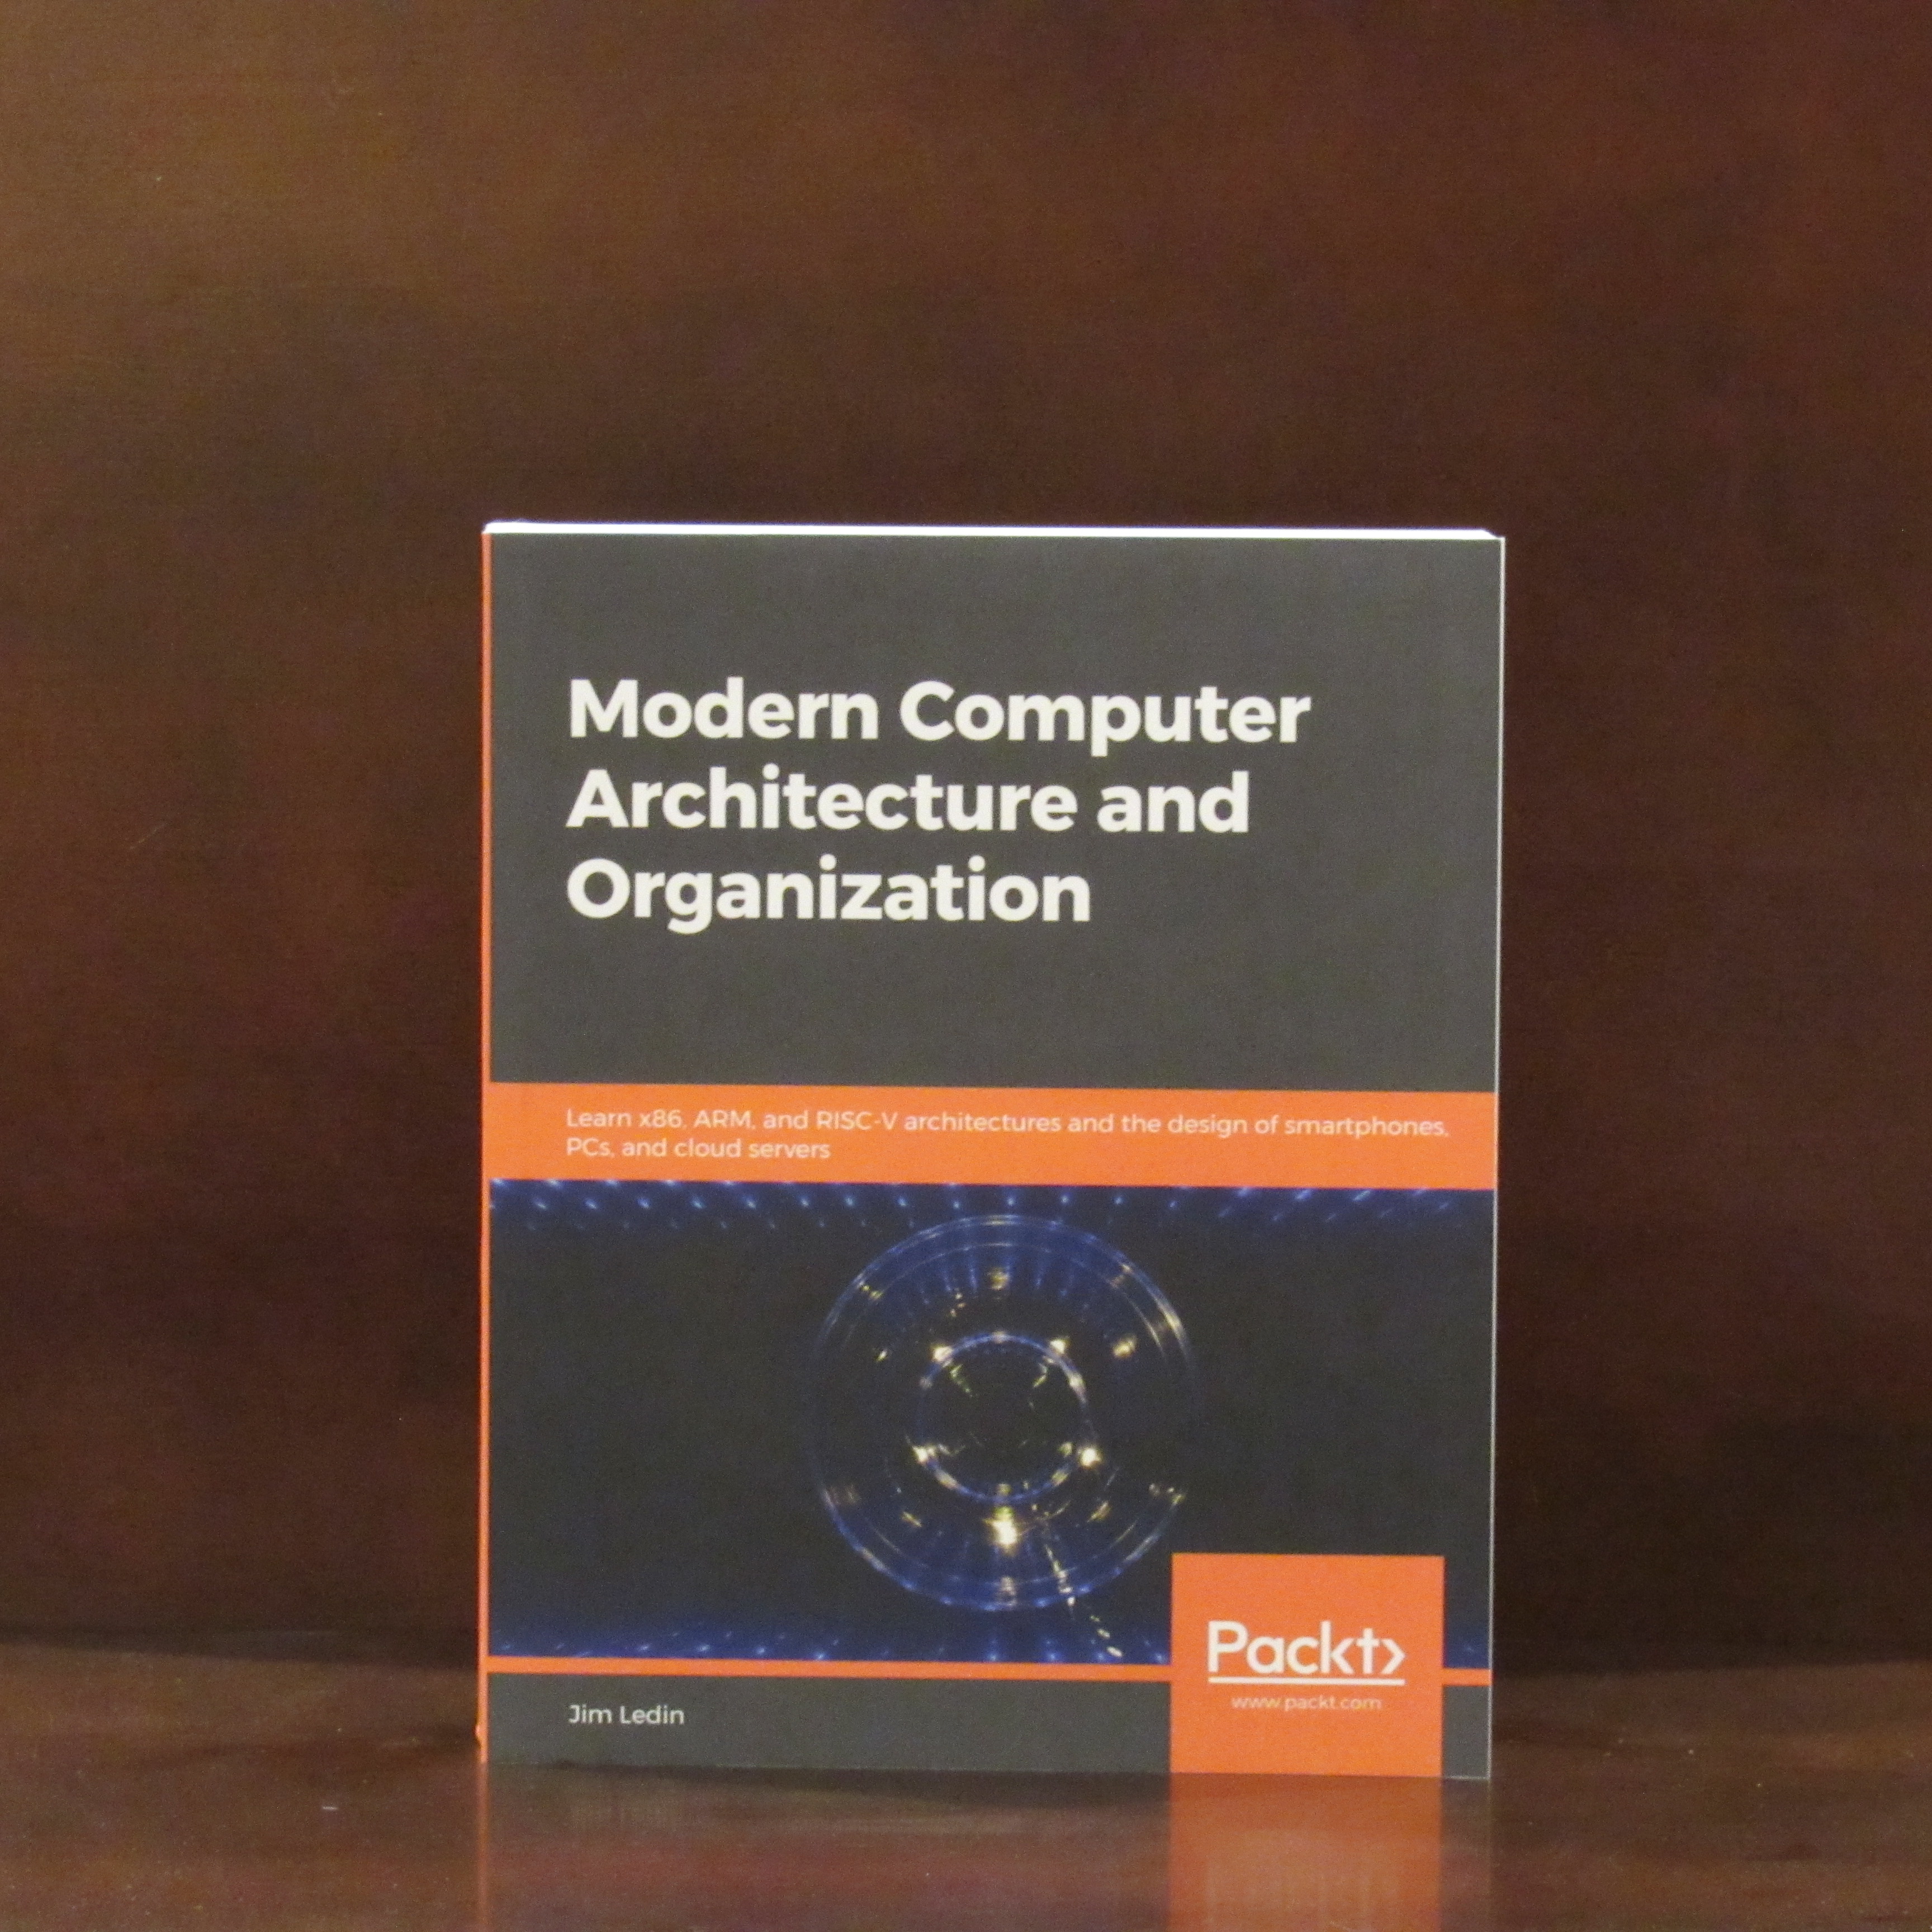 Modern Computer
Architecture and
Organization
Learn x86, ARM, and RISC-V architectures and the design of smartphones,
PCs, and cloud servers
Packt>
www.packt.com
Jim Ledin